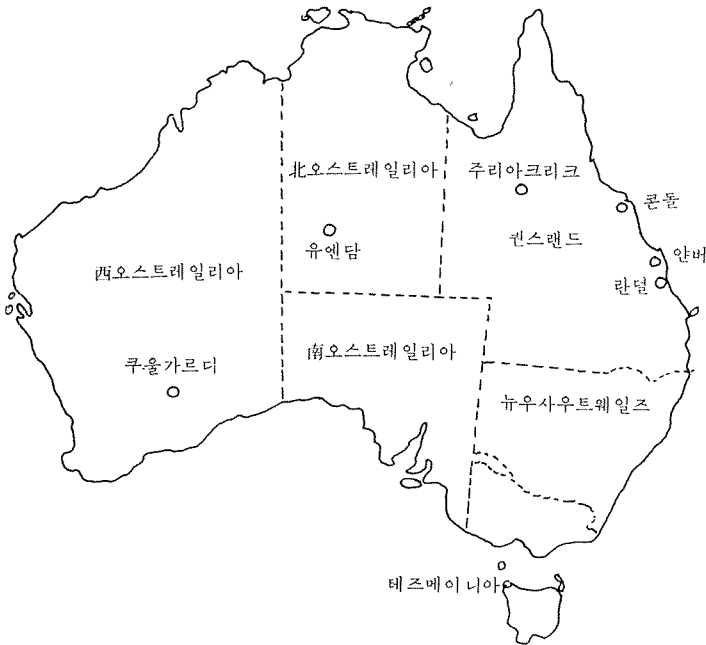 北오스트레일리아
주리아크리크
콘돌
퀸스랜드
유엔담
얀버
西오스트레일리아
란덜
南오스트레일리아
쿠울가르디
뉴우사우트웨일즈
테즈메이니아